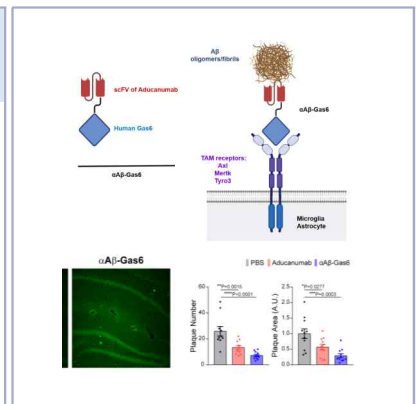 Aβ
oligomers/fibrils
scFV of Aducanumab
αAβ-Gas6
Human Gas6
TAM receptors:
Axl
Mertk
Tyro3
αAβ-Gas6
Microglia
Astrocyte
PBS Aducanumab αAβ-Gas6
αAβ-Gas6
**P=0.0015
****P<0.0001
Plaque Number
60
40
20
0
*P=0.0277
***P=0.0003
Plaque Area (A.U.)
2.5
2.0
1.5
1.0
0.5
0.0